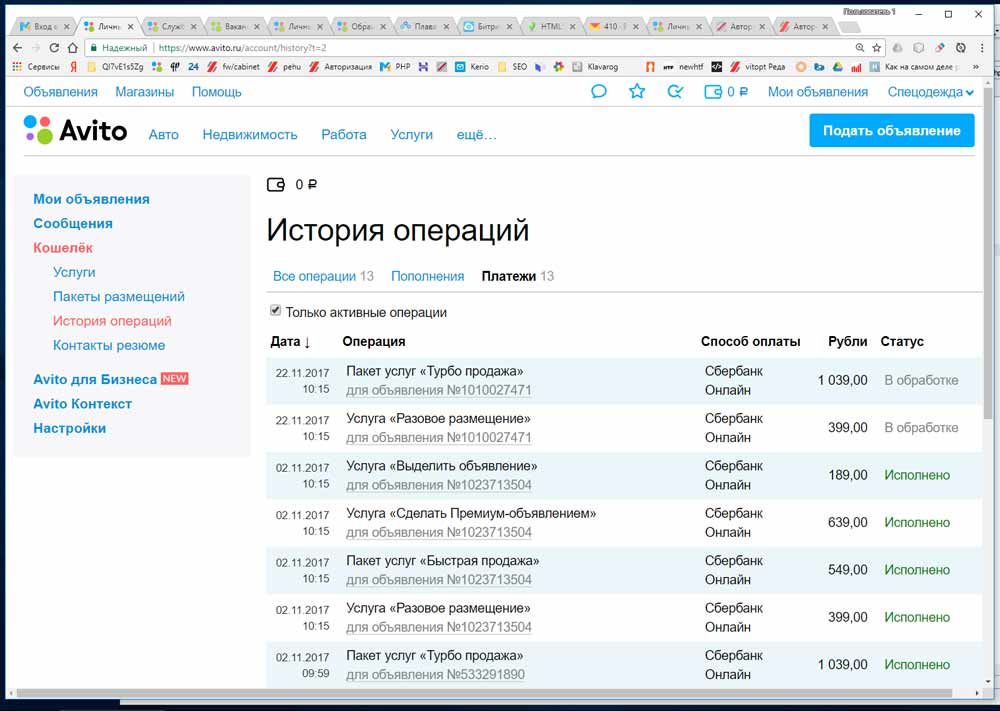 Пользователь 1
Вход в
Личны
Служб
Вакан
Личны
Обра
Плава
Битри
HTML
410 - Я
Личны
Автор
Автор
Надежный https://www.avito.ru/account/history?t=2
Сервисы QI7vE1s5Zg 24 fw/cabinet pehu Авторизация PHP Kerio SEO Klavarog newhtf vitopt Реда Как на самом деле
Объявления Магазины Помощь 0 ₽ Мои объявления Спецодежда
Avito Авто Недвижимость Работа Услуги ещё... Подать объявление
Мои объявления
Сообщения
Кошелёк
Услуги
Пакеты размещений
История операций
Контакты резюме
Avito для Бизнеса NEW
Avito Контекст
Настройки
0 ₽
История операций
Все операции 13 Пополнения Платежи 13
Только активные операции
Дата ↓ Операция Способ оплаты Рубли Статус
22.11.2017 Пакет услуг «Турбо продажа» Сбербанк
10:15 для объявления №1010027471 Онлайн 1 039,00 В обработке
22.11.2017 Услуга «Разовое размещение» Сбербанк
10:15 для объявления №1010027471 Онлайн 399,00 В обработке
02.11.2017 Услуга «Выделить объявление» Сбербанк
10:15 для объявления №1023713504 Онлайн 189,00 Исполнено
02.11.2017 Услуга «Сделать Премиум-объявлением» Сбербанк
10:15 для объявления №1023713504 Онлайн 639,00 Исполнено
02.11.2017 Пакет услуг «Быстрая продажа» Сбербанк
10:15 для объявления №1023713504 Онлайн 549,00 Исполнено
02.11.2017 Услуга «Разовое размещение» Сбербанк
10:15 для объявления №1023713504 Онлайн 399,00 Исполнено
02.11.2017 Пакет услуг «Турбо продажа» Сбербанк
09:59 для объявления №533291890 Онлайн 1 039,00 Исполнено